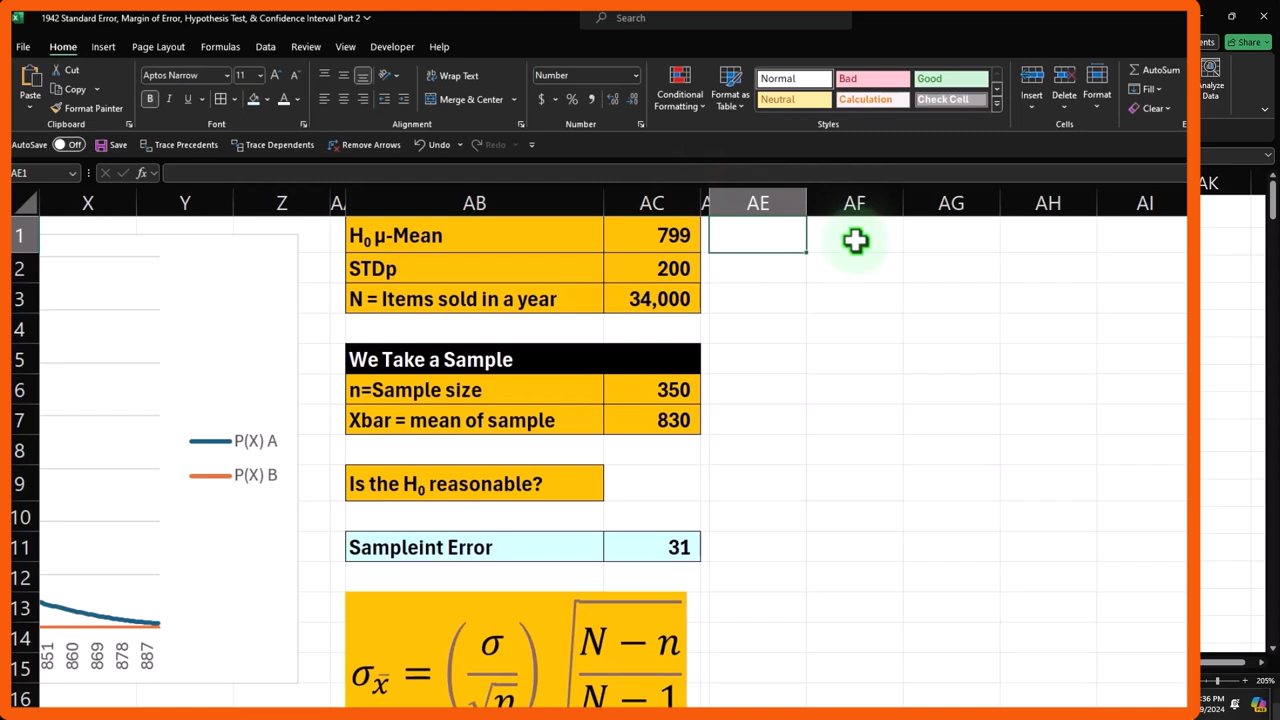 1942 Standard Error, Margin of Error, Hypothesis Test, & Confidence Interval Part 2
Search
File Home Insert Page Layout Formulas Data Review View Developer Help
Share
Paste
Cut
Copy
Format Painter
Clipboard
Aptos Narrow 11
B I U A
Font
Wrap Text
Merge & Center
Alignment
Number
$ % ,
Number
Conditional Formatting
Format as Table
Normal Bad Good
Neutral Calculation Check Cell
Styles
Insert Delete Format
Cells
AutoSum
Fill
Clear
Analyze
Data
AutoSave Off Save Trace Precedents Trace Dependents Remove Arrows Undo Redo
AE1 fx
X Y Z AB AC AE AF AG AH AI AK
1 H₀ µ-Mean 799
2 STDp 200
3 N = Items sold in a year 34,000
4
5 We Take a Sample
6 n=Sample size 350
7 Xbar = mean of sample 830
8
9 Is the H₀ reasonable?
10
11 Sampleint Error 31
12
13
14
15
16
P(X) A
P(X) B
851 860 869 878 887
σx̄ = (σ/√n) √(N − n / N − 1)
205%